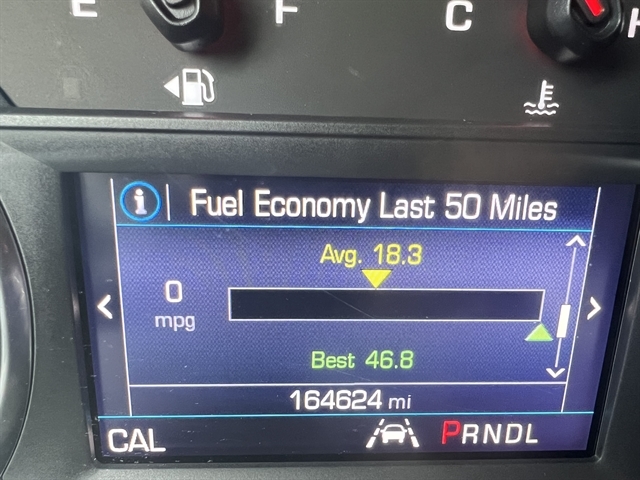 E F C H
i Fuel Economy Last 50 Miles
Avg. 18.3
0
mpg
Best 46.8
164624 mi
CAL PRNDL